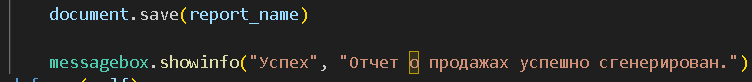 document.save(report_name)
messagebox.showinfo("Успех", "Отчет о продажах успешно сгенерирован.")